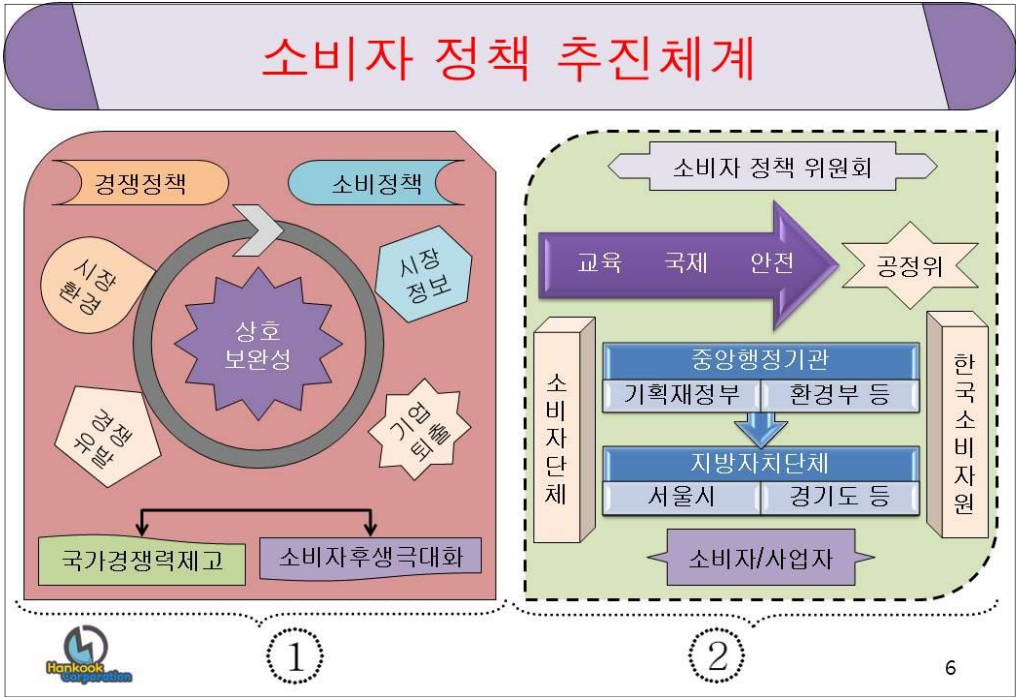 소비자 정책 추진체계
경쟁정책
소비정책
시장
환경
시장
정보
상호
보완성
경쟁
유발
기업
퇴출
국가경쟁력제고
소비자후생극대화
①
소비자 정책 위원회
교육 국제 안전
공정위
소비자단체
중앙행정기관
기획재정부 환경부 등
지방자치단체
서울시 경기도 등
한국소비자원
소비자/사업자
②
Hankook
Corporation
6